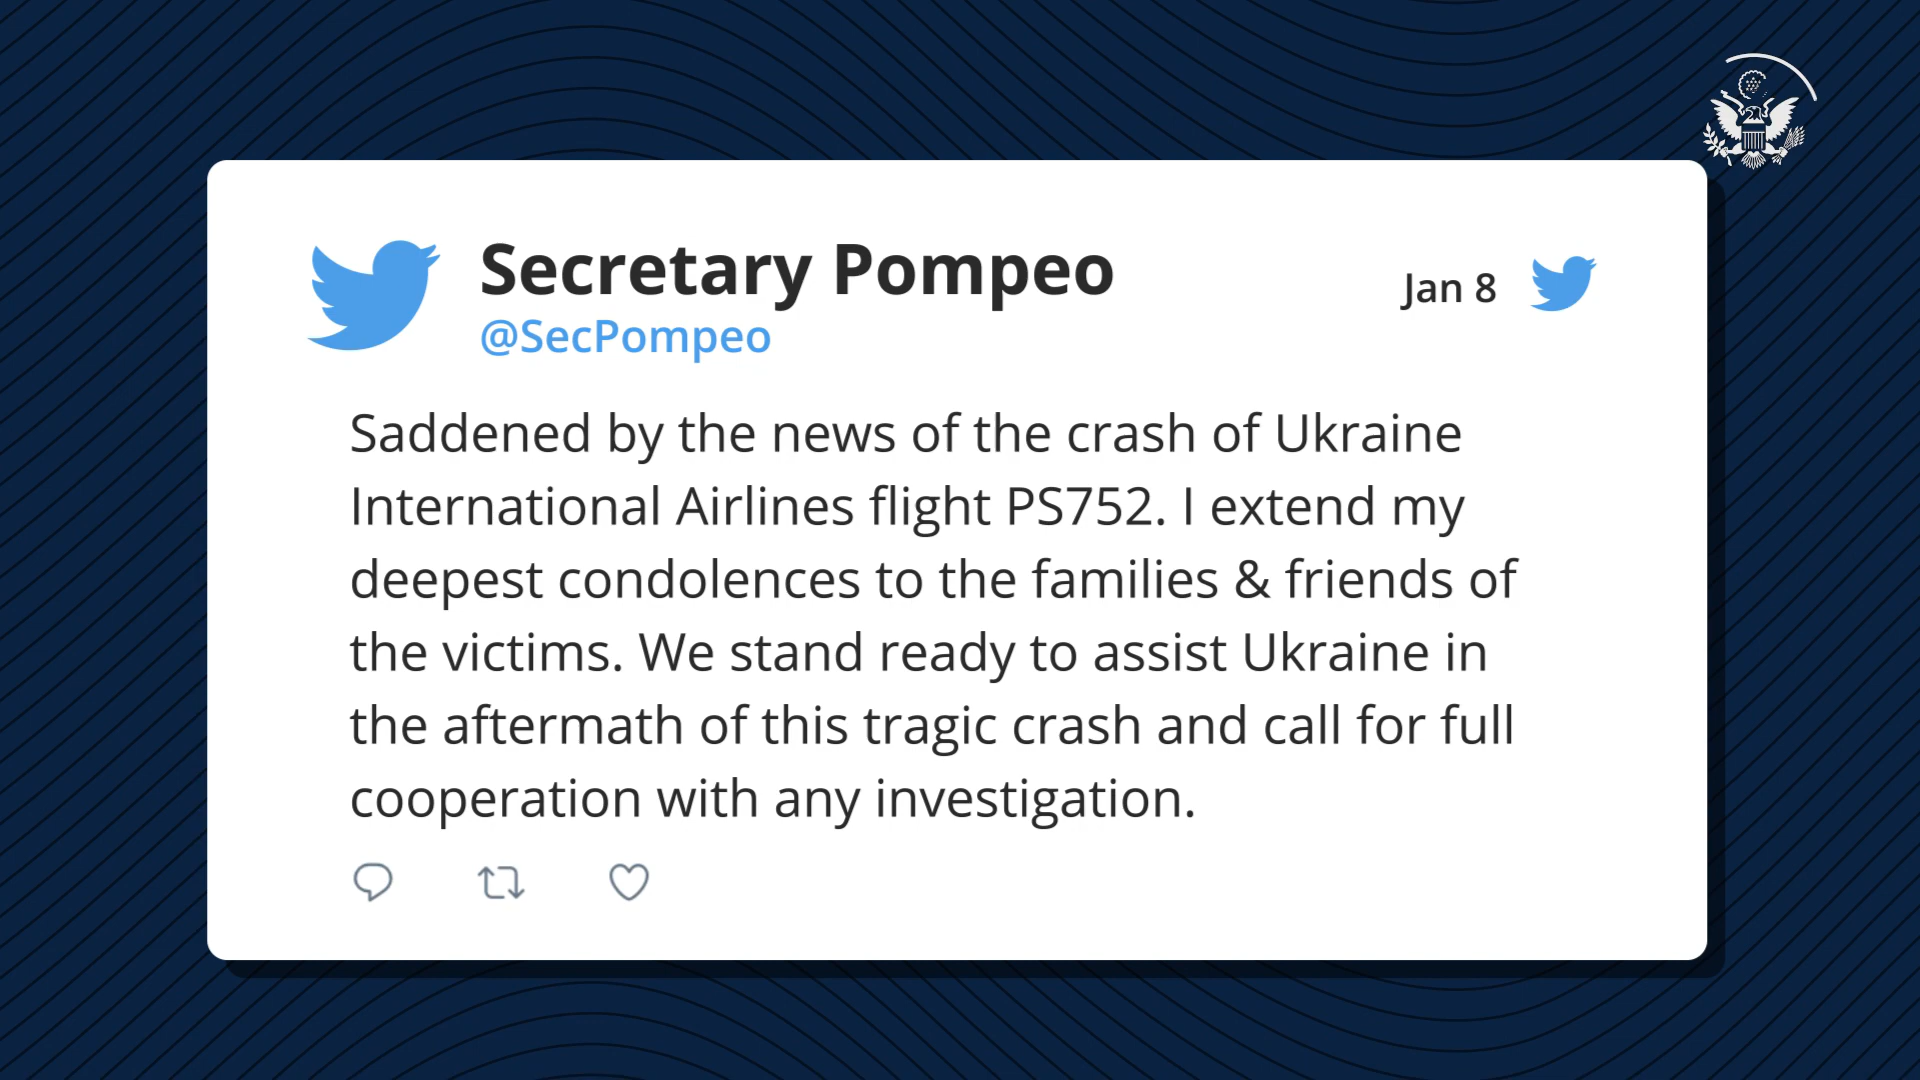 Secretary Pompeo
@SecPompeo
Jan 8
Saddened by the news of the crash of Ukraine
International Airlines flight PS752. I extend my
deepest condolences to the families & friends of
the victims. We stand ready to assist Ukraine in
the aftermath of this tragic crash and call for full
cooperation with any investigation.